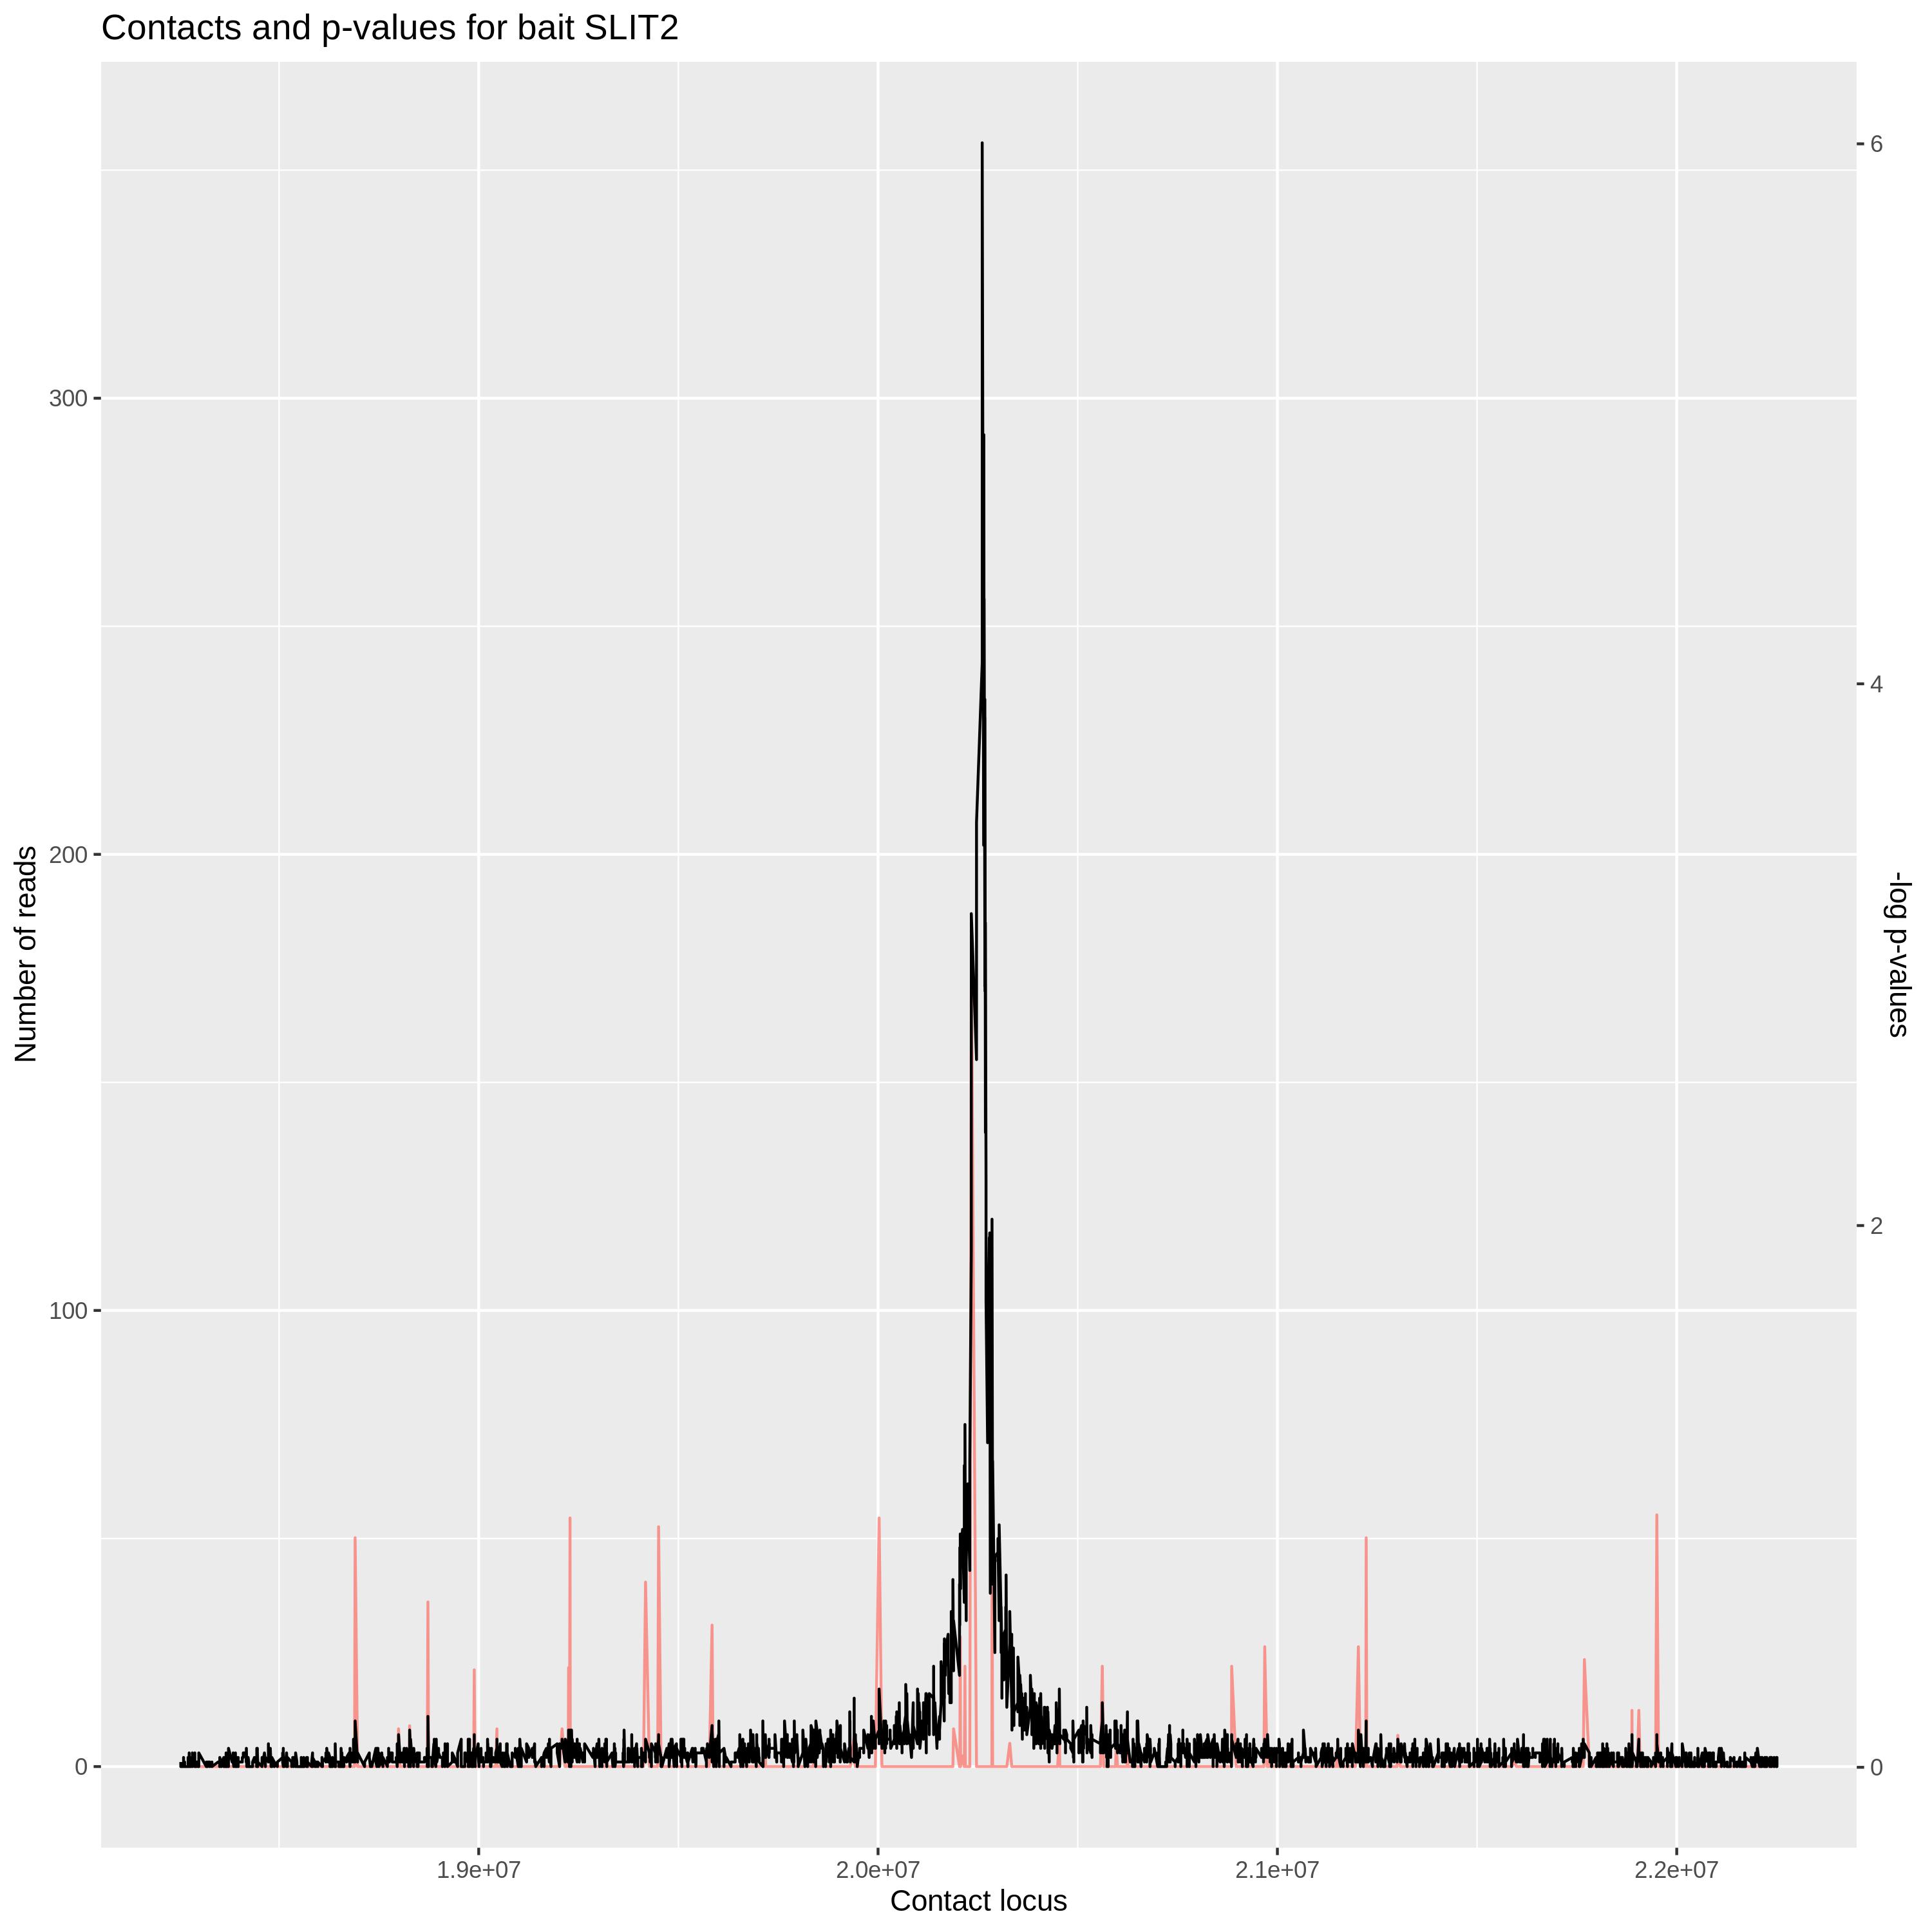 Contacts and p-values for bait SLIT2
6
300
4
200
Number of reads
-log p-values
2
100
0
0
1.9e+07
2.0e+07
2.1e+07
2.2e+07
Contact locus